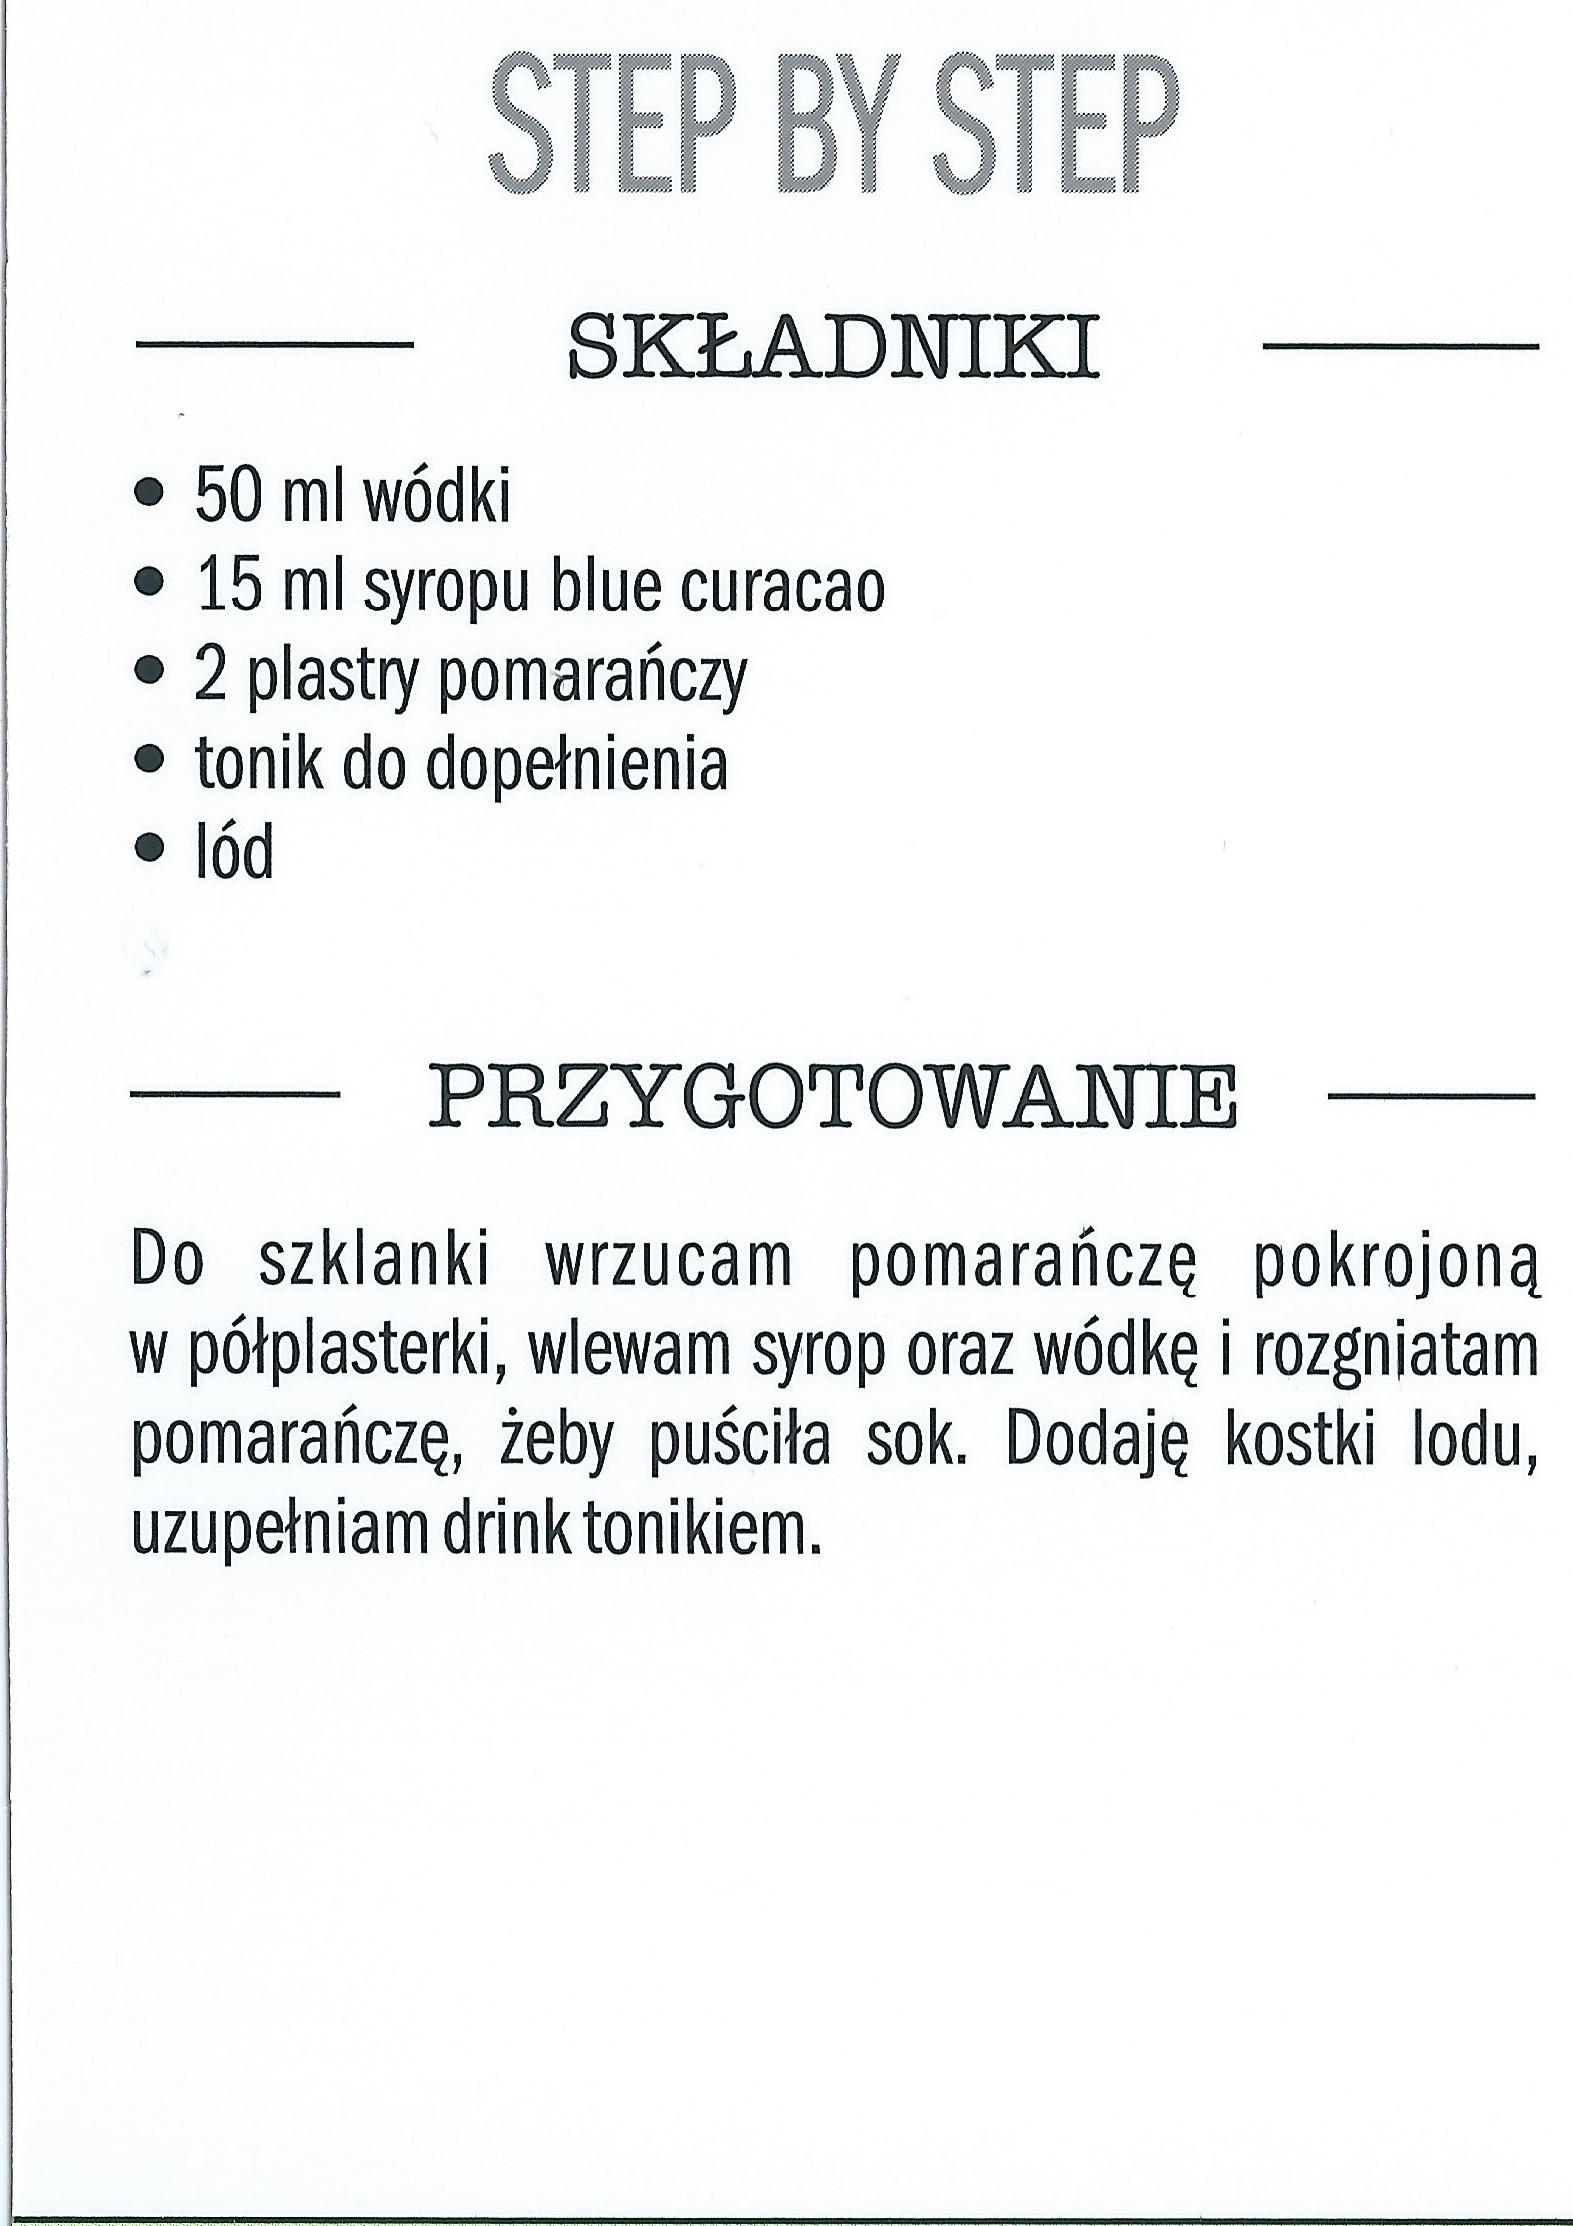 STEP BY STEP
SKŁADNIKI
• 50 ml wódki
• 15 ml syropu blue curacao
• 2 plastry pomarańczy
• tonik do dopełnienia
• lód
PRZYGOTOWANIE
Do szklanki wrzucam pomarańczę pokrojoną
w półplasterki, wlewam syrop oraz wódkę i rozgniatam
pomarańczę, żeby puściła sok. Dodaję kostki lodu,
uzupełniam drink tonikiem.